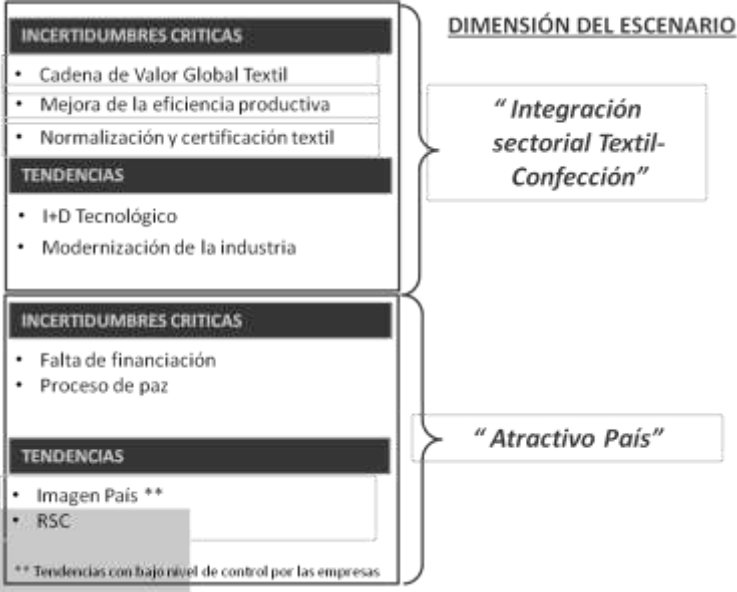 INCERTIDUMBRES CRITICAS
• Cadena de Valor Global Textil
• Mejora de la eficiencia productiva
• Normalización y certificación textil
TENDENCIAS
• I+D Tecnológico
• Modernización de la industria
DIMENSIÓN DEL ESCENARIO
“ Integración
sectorial Textil-
Confección”
INCERTIDUMBRES CRITICAS
• Falta de financiación
• Proceso de paz
TENDENCIAS
• Imagen País **
• RSC
** Tendencias con bajo nivel de control por las empresas
“ Atractivo País”